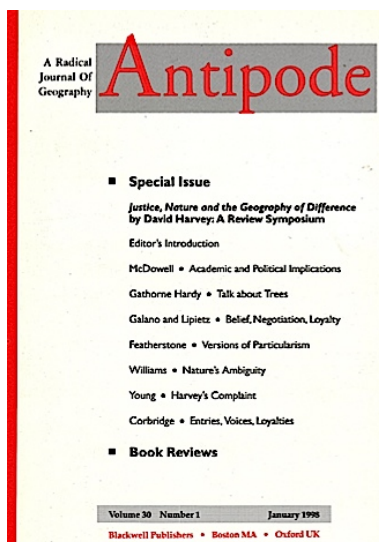 A Radical
Journal Of
Geography
Antipode
■ Special Issue
Justice, Nature and the Geography of Difference
by David Harvey: A Review Symposium
Editor's Introduction
McDowell • Academic and Political Implications
Gathorne Hardy • Talk about Trees
Galano and Lipietz • Belief, Negotiation, Loyalty
Featherstone • Versions of Particularism
Williams • Nature's Ambiguity
Young • Harvey's Complaint
Corbridge • Entries, Voices, Loyalties
■ Book Reviews
Volume 30 Number 1 January 1998
Blackwell Publishers • Boston MA • Oxford UK